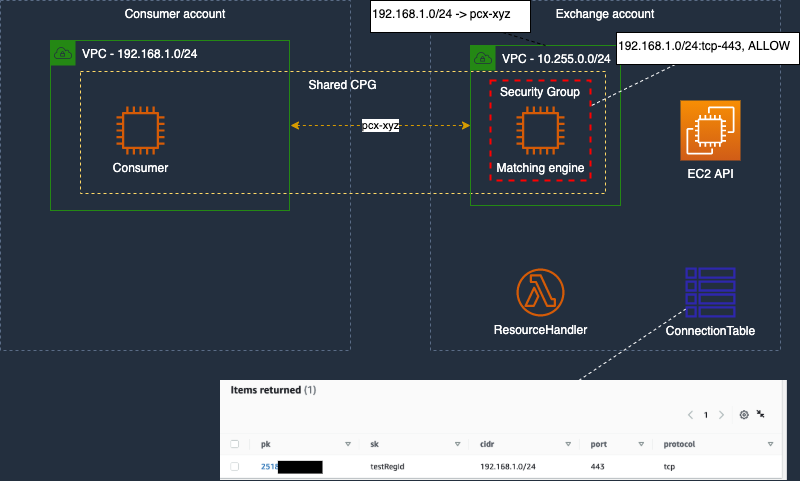 Consumer account
192.168.1.0/24 -> pcx-xyz
Exchange account
VPC - 192.168.1.0/24
VPC - 10.255.0.0/24
192.168.1.0/24:tcp-443, ALLOW
Shared CPG
Security Group
pcx-xyz
Consumer
Matching engine
EC2 API
ResourceHandler
ConnectionTable
Items returned (1)
1
pk sk cidr port protocol
2518 testRegId 192.168.1.0/24 443 tcp